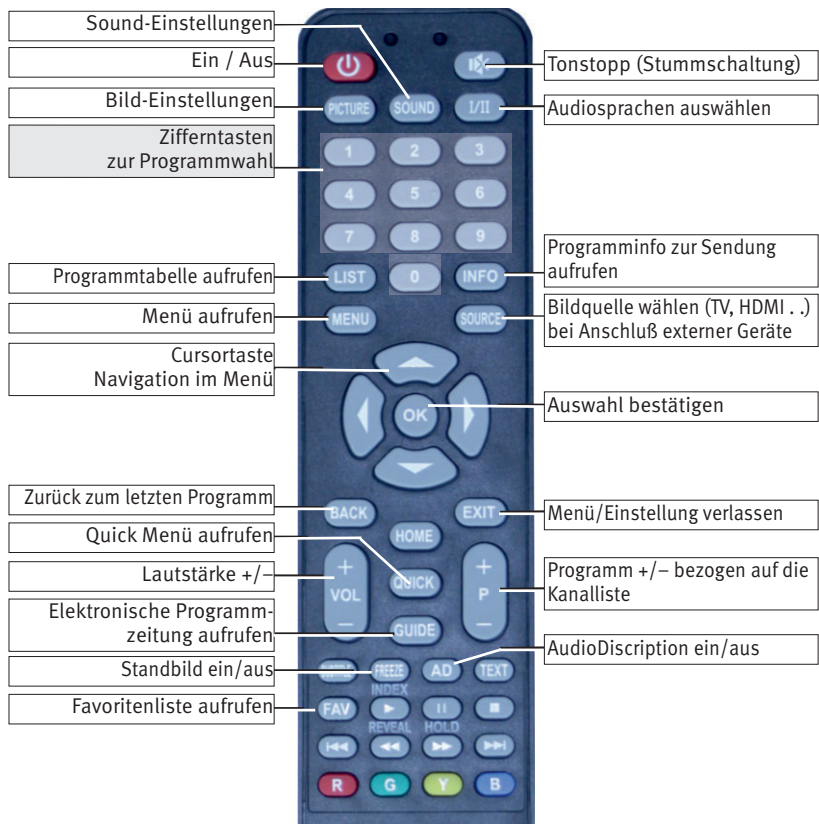 Sound-Einstellungen
Ein / Aus
Bild-Einstellungen
Zifferntasten
zur Programmwahl
Programmtabelle aufrufen
Menü aufrufen
Cursortaste
Navigation im Menü
Zurück zum letzten Programm
Quick Menü aufrufen
Lautstärke +/–
Elektronische Programm-
zeitung aufrufen
Standbild ein/aus
Favoritenliste aufrufen
PICTURE SOUND I/II
1 2 3
4 5 6
7 8 9
LIST 0 INFO
MENU SOURCE
OK
BACK EXIT
HOME
+ +
VOL QUICK P
– –
GUIDE
SUBTITLE FREEZE AD TEXT
INDEX
FAV
REVEAL HOLD
R G Y B
Tonstopp (Stummschaltung)
Audiosprachen auswählen
Programminfo zur Sendung
aufrufen
Bildquelle wählen (TV, HDMI . .)
bei Anschluß externer Geräte
Auswahl bestätigen
Menü/Einstellung verlassen
Programm +/– bezogen auf die
Kanalliste
AudioDiscription ein/aus